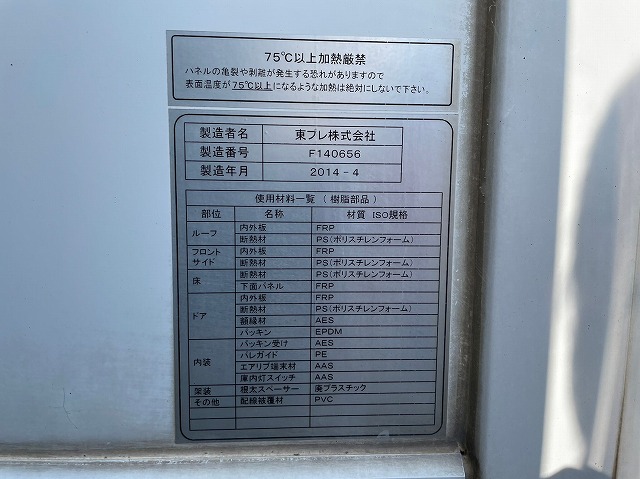 75℃以上加熱厳禁
パネルの亀裂や剥離が発生する恐れがありますので
表面温度が75℃以上になるような加熱は絶対にしないで下さい。
製造者名 東プレ株式会社
製造番号 F140656
製造年月 2014-4
使用材料一覧(樹脂部品)
部位 名称 材質 ISO規格
ルーフ 内外板 FRP
断熱材 PS(ポリスチレンフォーム)
フロント サイド 内外板 FRP
断熱材 PS(ポリスチレンフォーム)
床 断熱材 PS(ポリスチレンフォーム)
下面パネル FRP
ドア 内外板 FRP
断熱材 PS(ポリスチレンフォーム)
額縁材 AES
パッキン EPDM
内装 パッキン受け AES
バレガイド PE
エアリブ端末材 AAS
庫内灯スイッチ AAS
架装 根太スペーサー 廃プラスチック
その他 配線被覆材 PVC